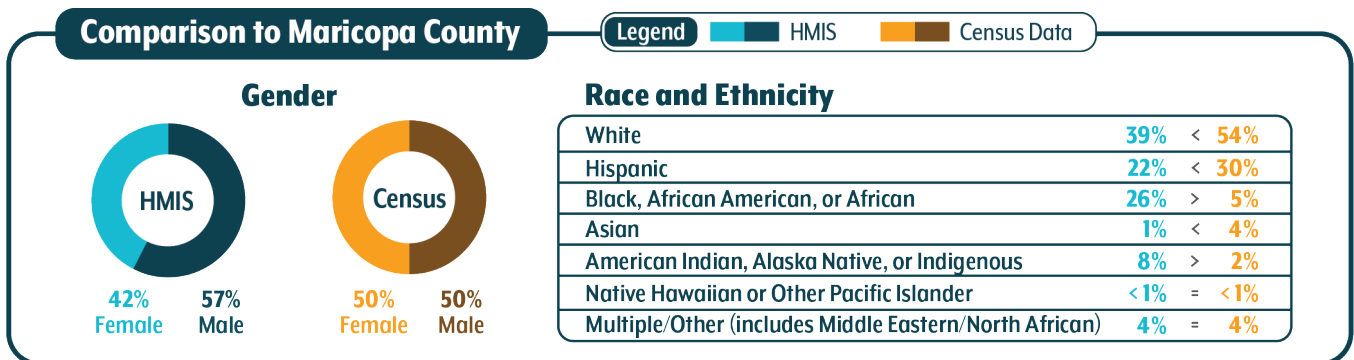 Comparison to Maricopa County
Legend HMIS Census Data
Gender
HMIS
42% 57%
Female Male
Census
50% 50%
Female Male
Race and Ethnicity
White 39% < 54%
Hispanic 22% < 30%
Black, African American, or African 26% > 5%
Asian 1% < 4%
American Indian, Alaska Native, or Indigenous 8% > 2%
Native Hawaiian or Other Pacific Islander <1% = <1%
Multiple/Other (includes Middle Eastern/North African) 4% = 4%